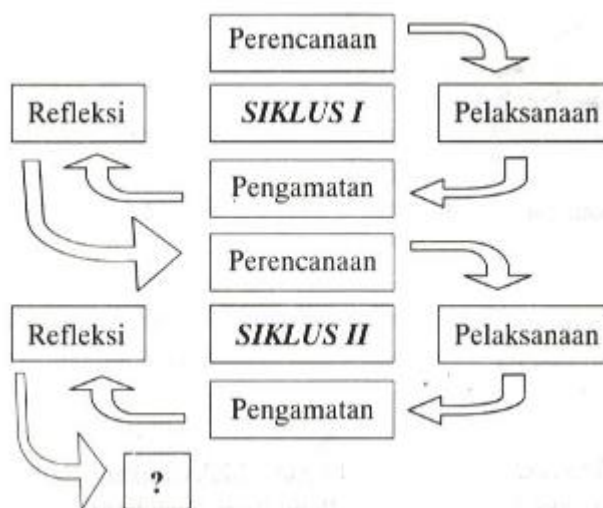 Perencanaan
Refleksi
SIKLUS I
Pelaksanaan
Pengamatan
Perencanaan
Refleksi
SIKLUS II
Pelaksanaan
Pengamatan
?